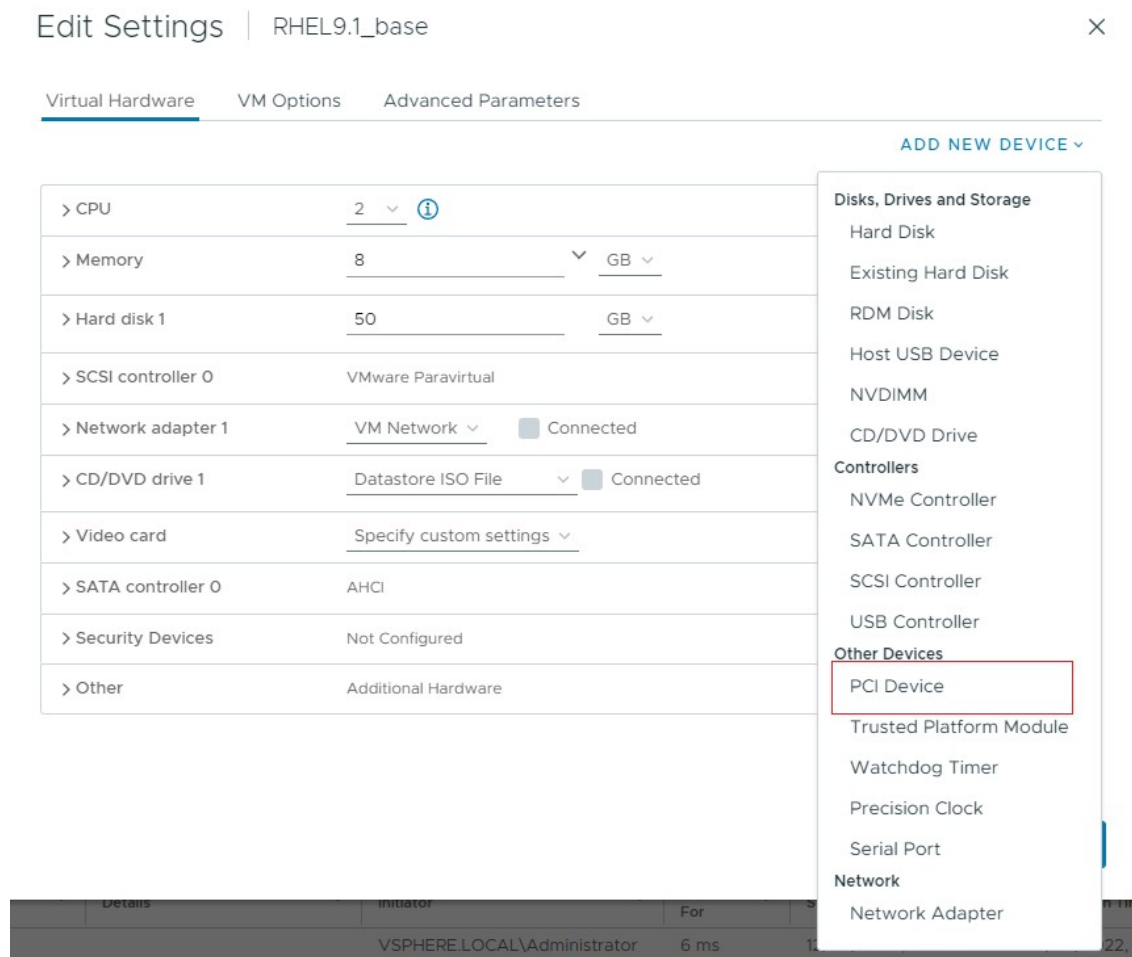 Edit Settings RHEL9.1_base
Virtual Hardware VM Options Advanced Parameters
ADD NEW DEVICE
CPU 2
Memory 8 GB
Hard disk 1 50 GB
SCSI controller 0 VMware Paravirtual
Network adapter 1 VM Network Connected
CD/DVD drive 1 Datastore ISO File Connected
Video card Specify custom settings
SATA controller 0 AHCI
Security Devices Not Configured
Other Additional Hardware
Disks, Drives and Storage
Hard Disk
Existing Hard Disk
RDM Disk
Host USB Device
NVDIMM
CD/DVD Drive
Controllers
NVMe Controller
SATA Controller
SCSI Controller
USB Controller
Other Devices
PCI Device
Trusted Platform Module
Watchdog Timer
Precision Clock
Serial Port
Network
Network Adapter
Details Initiator For
VSPHERE.LOCAL\Administrator 6 ms